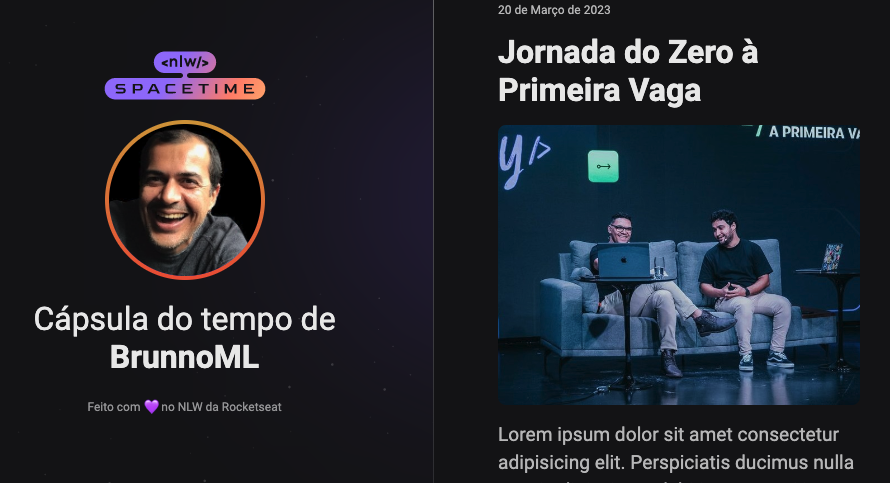 <nlw/>
SPACETIME
Cápsula do tempo de
BrunnoML
Feito com 💜 no NLW da Rocketseat
20 de Março de 2023
Jornada do Zero à
Primeira Vaga
y/>
A PRIMEIRA VA
Lorem ipsum dolor sit amet consectetur
adipisicing elit. Perspiciatis ducimus nulla